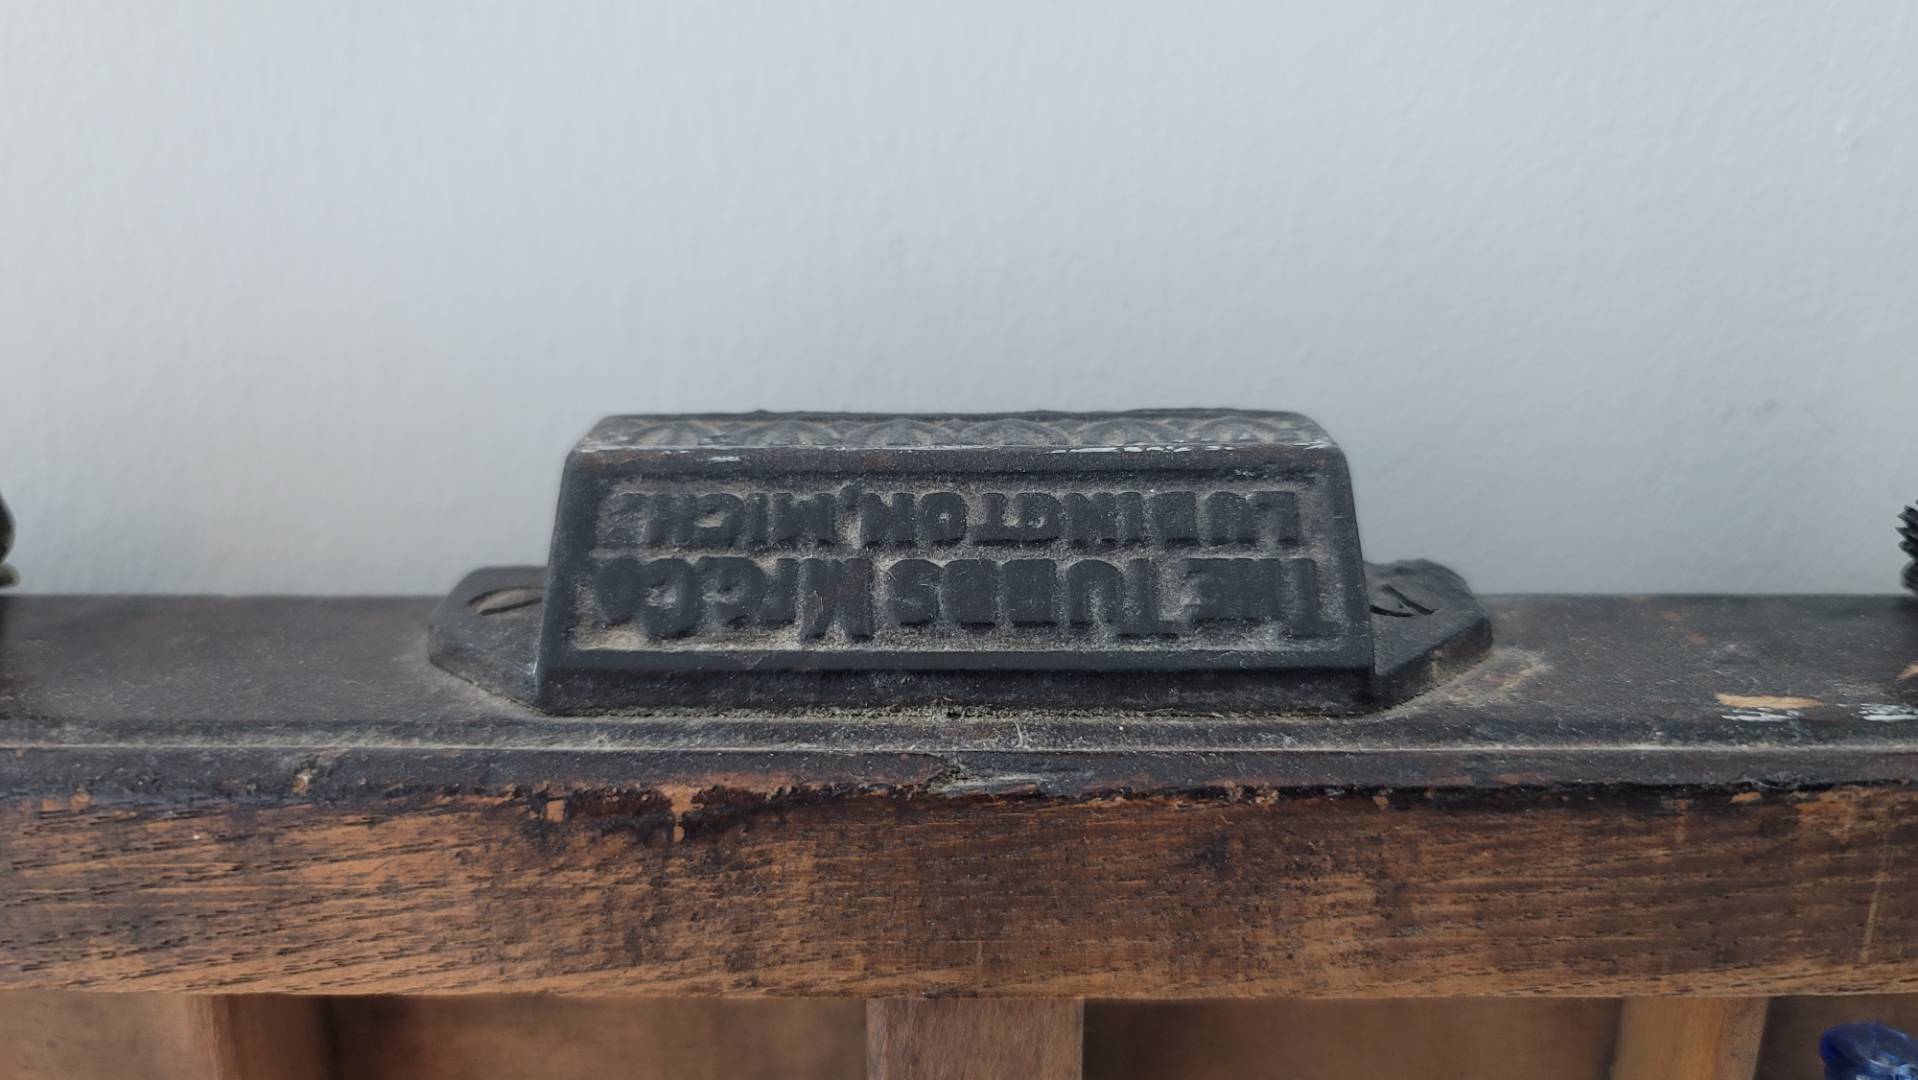 THE TUBBS MFG. CO.
LUDINGTON, MICH.